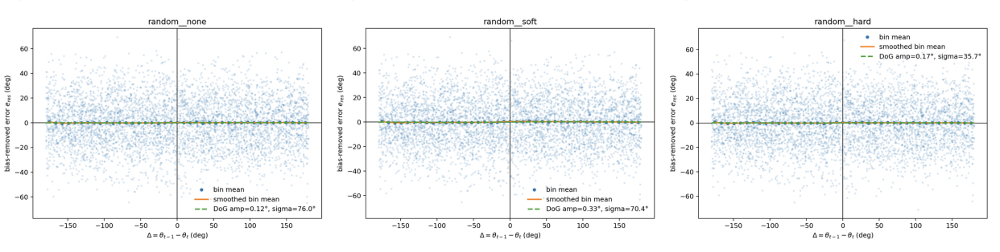 random__none
60
40
20
0
−20
−40
−60
bias-removed error e_res (deg)
−150 −100 −50 0 50 100 150
Δ = θ_{t−1} − θ_t (deg)
bin mean
smoothed bin mean
DoG amp=0.12°, sigma=76.0°
random__soft
60
40
20
0
−20
−40
−60
bias-removed error e_res (deg)
−150 −100 −50 0 50 100 150
Δ = θ_{t−1} − θ_t (deg)
bin mean
smoothed bin mean
DoG amp=0.33°, sigma=70.4°
random__hard
60
40
20
0
−20
−40
−60
bias-removed error e_res (deg)
−150 −100 −50 0 50 100 150
Δ = θ_{t−1} − θ_t (deg)
bin mean
smoothed bin mean
DoG amp=0.17°, sigma=35.7°